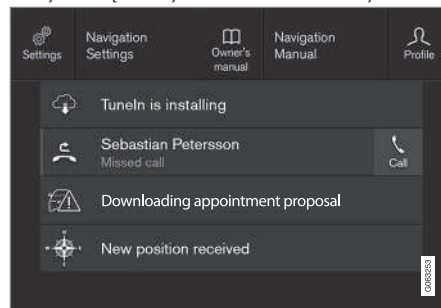 Settings
Navigation
Settings
Owner's
manual
Navigation
Manual
Profile
TuneIn is installing
Sebastian Petersson
Missed call
Call
Downloading appointment proposal
New position received
G063253